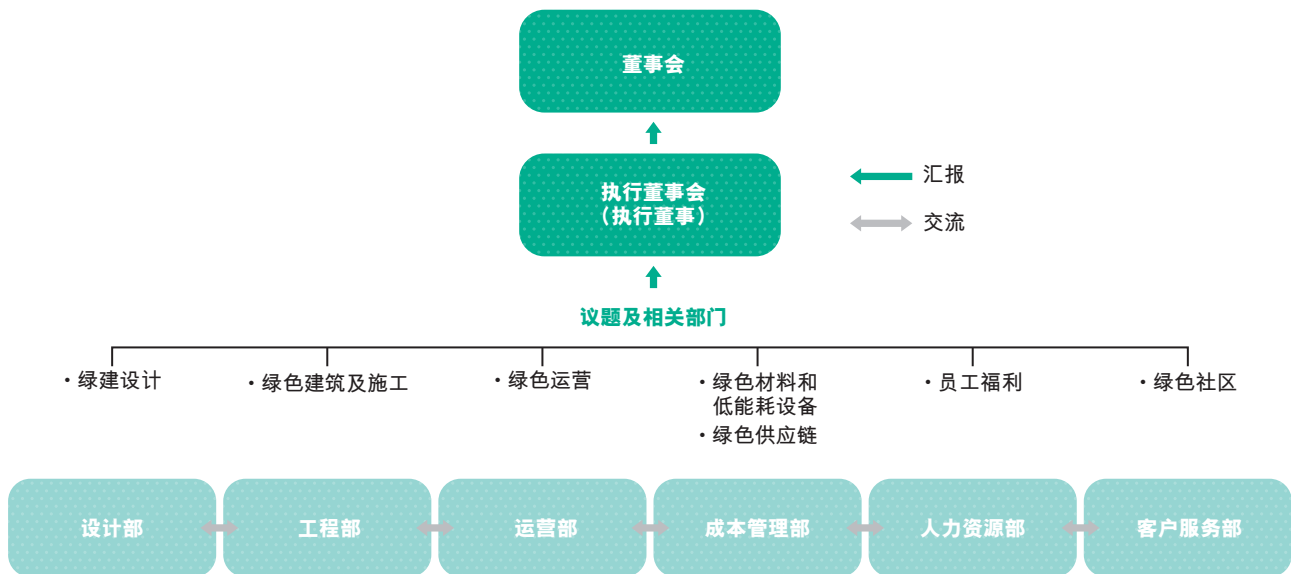 董事会
执行董事会
（执行董事）
汇报
交流
议题及相关部门
・绿建设计
・绿色建筑及施工
・绿色运营
・绿色材料和
低能耗设备
・绿色供应链
・员工福利
・绿色社区
设计部
工程部
运营部
成本管理部
人力资源部
客户服务部